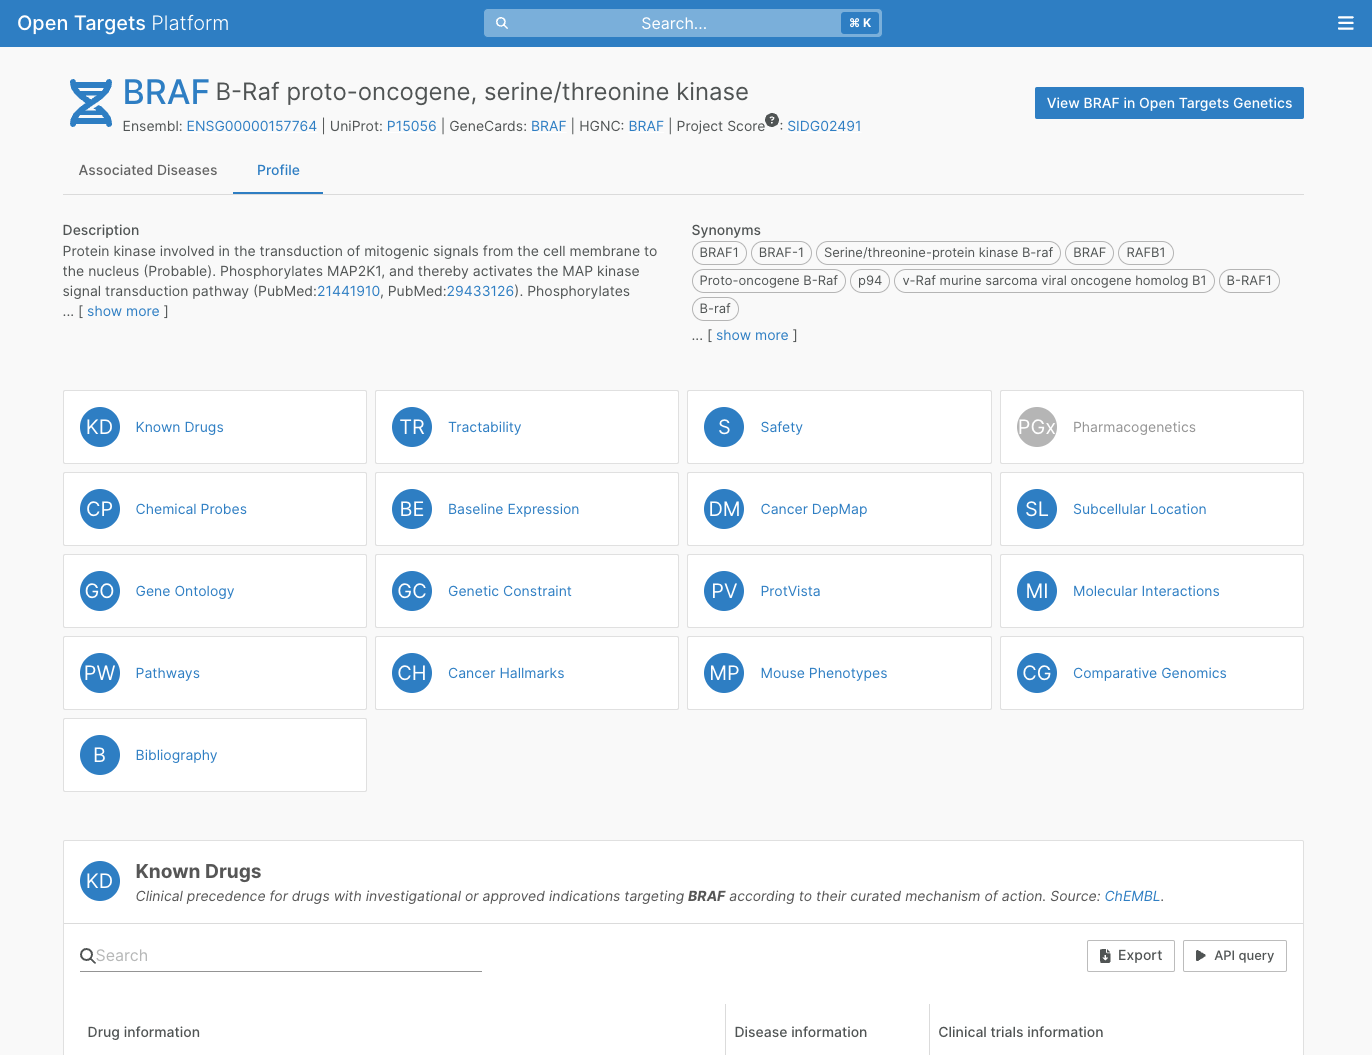 Open Targets Platform
Search...
⌘ K
BRAF B-Raf proto-oncogene, serine/threonine kinase
View BRAF in Open Targets Genetics
Ensembl: ENSG00000157764 | UniProt: P15056 | GeneCards: BRAF | HGNC: BRAF | Project Score?: SIDG02491
Associated Diseases
Profile
Description
Protein kinase involved in the transduction of mitogenic signals from the cell membrane to
the nucleus (Probable). Phosphorylates MAP2K1, and thereby activates the MAP kinase
signal transduction pathway (PubMed:21441910, PubMed:29433126). Phosphorylates
... [ show more ]
Synonyms
BRAF1 BRAF-1 Serine/threonine-protein kinase B-raf BRAF RAFB1
Proto-oncogene B-Raf p94 v-Raf murine sarcoma viral oncogene homolog B1 B-RAF1
B-raf
... [ show more ]
KD Known Drugs
TR Tractability
S Safety
PGx Pharmacogenetics
CP Chemical Probes
BE Baseline Expression
DM Cancer DepMap
SL Subcellular Location
GO Gene Ontology
GC Genetic Constraint
PV ProtVista
MI Molecular Interactions
PW Pathways
CH Cancer Hallmarks
MP Mouse Phenotypes
CG Comparative Genomics
B Bibliography
KD Known Drugs
Clinical precedence for drugs with investigational or approved indications targeting BRAF according to their curated mechanism of action. Source: ChEMBL.
Search
Export
API query
Drug information
Disease information
Clinical trials information